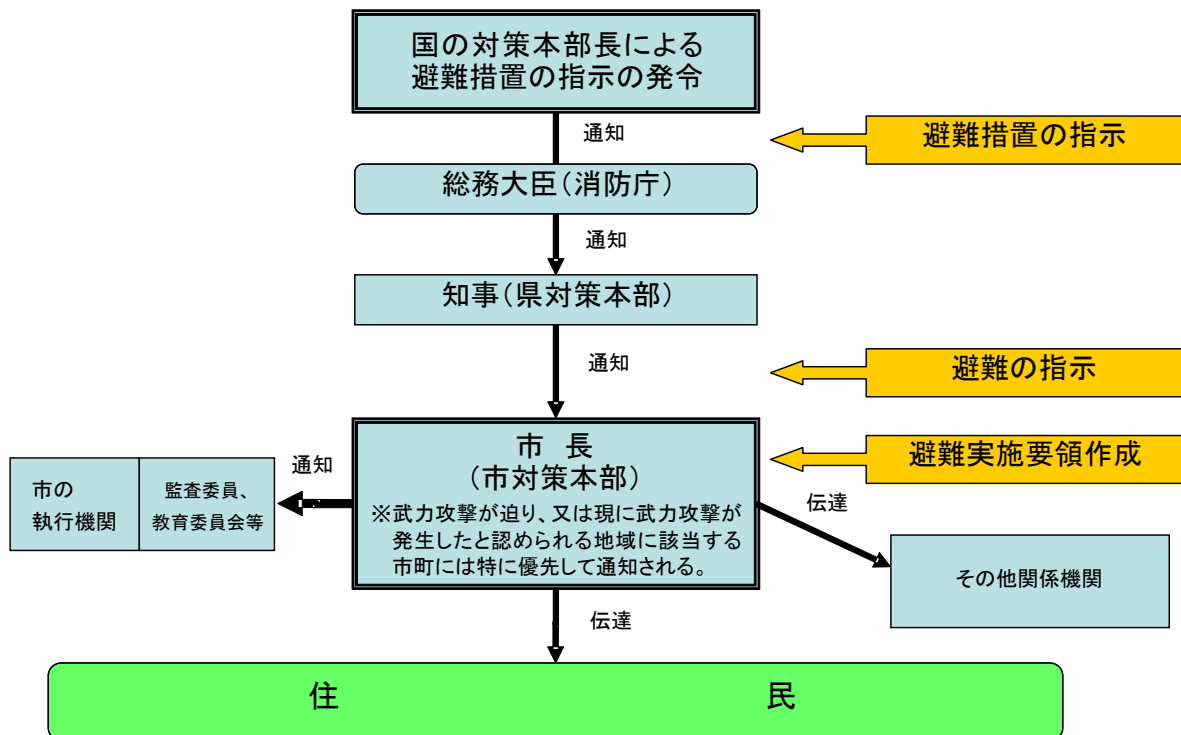 国の対策本部長による
避難措置の指示の発令
通知
避難措置の指示
総務大臣(消防庁)
通知
知事(県対策本部)
通知
避難の指示
市 長
(市対策本部)
※武力攻撃が迫り、又は現に武力攻撃が
発生したと認められる地域に該当する
市町には特に優先して通知される。
避難実施要領作成
通知
市の
執行機関
監査委員、
教育委員会等
伝達
その他関係機関
伝達
住 民